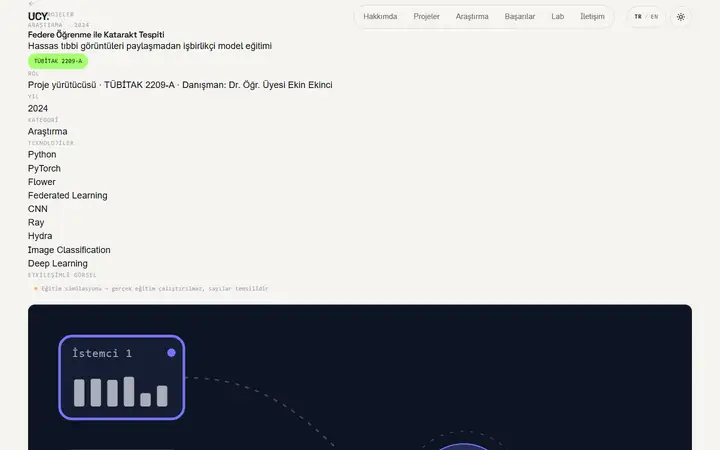 UCY.
Hakkımda
Projeler
Araştırma
Başarılar
Lab
İletişim
TR / EN
ARAŞTIRMA · 2024
Federe Öğrenme ile Katarakt Tespiti
Hassas tıbbi görüntüleri paylaşmadan işbirlikçi model eğitimi
TÜBİTAK 2209-A
ROL
Proje yürütücüsü · TÜBİTAK 2209-A · Danışman: Dr. Öğr. Üyesi Ekin Ekinci
YIL
2024
KATEGORİ
Araştırma
TEKNOLOJİLER
Python
PyTorch
Flower
Federated Learning
CNN
Ray
Hydra
Image Classification
Deep Learning
ETKİLEŞİMLİ GÖRSEL
Eğitim simülasyonu — gerçek eğitim çalıştırılmaz, sayılar temsilidir
İstemci 1